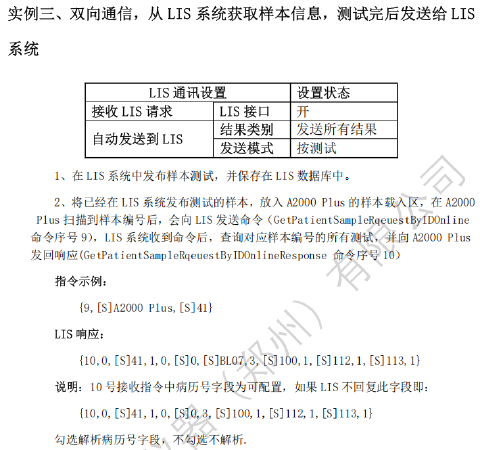 实例三、双向通信，从 LIS 系统获取样本信息，测试完后发送给 LIS
系统
LIS 通讯设置 设置状态
接收 LIS 请求 LIS 接口 开
自动发送到 LIS 结果类别 发送所有结果
发送模式 按测试
1、在 LIS 系统中发布样本测试，并保存在 LIS 数据库中。
2、将已经在 LIS 系统发布测试的样本，放入 A2000 Plus 的样本载入区，在 A2000
Plus 扫描到样本编号后，会向 LIS 发送命令（GetPatientSampleRqeuestByIDOnline
命令序号 9），LIS 系统收到命令后，查询对应样本编号的所有测试，并向 A2000 Plus
发回响应(GetPatientSampleRqeuestByIDOnlineResponse 命令序号 10）
指令示例：
{9,[S]A2000 Plus,[S]41}
LIS 响应：
{10,0,[S]41,1,0,[S]0,[S]BL07,3,[S]100,1,[S]112,1,[S]113,1}
说明：10 号接收指令中病历号字段为可配置，如果 LIS 不回复此字段即：
{10,0,[S]41,1,0,[S]0,3,[S]100,1,[S]112,1,[S]113,1}
勾选解析病历号字段，不勾选不解析.
器（郑州）有限公司